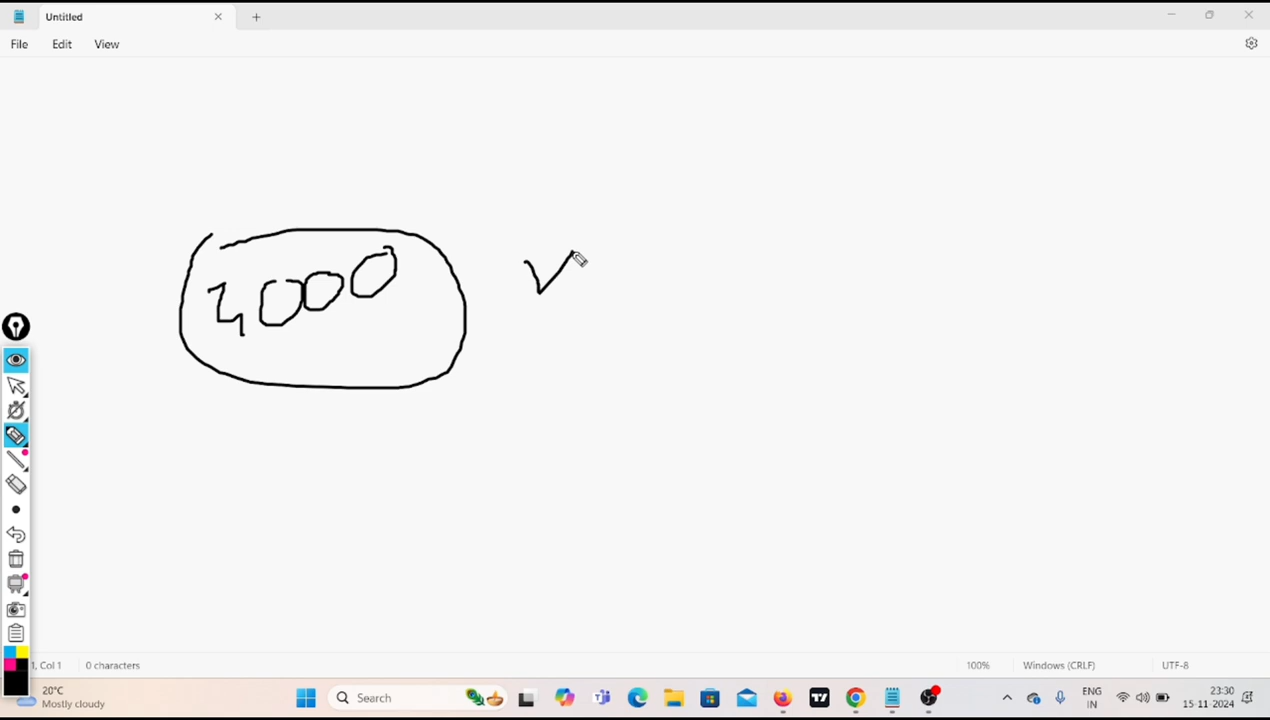 Untitled
File Edit View
4000
1, Col 1 0 characters 100% Windows (CRLF) UTF-8
20°C
Mostly cloudy
Search
ENG
IN
23:30
15-11-2024